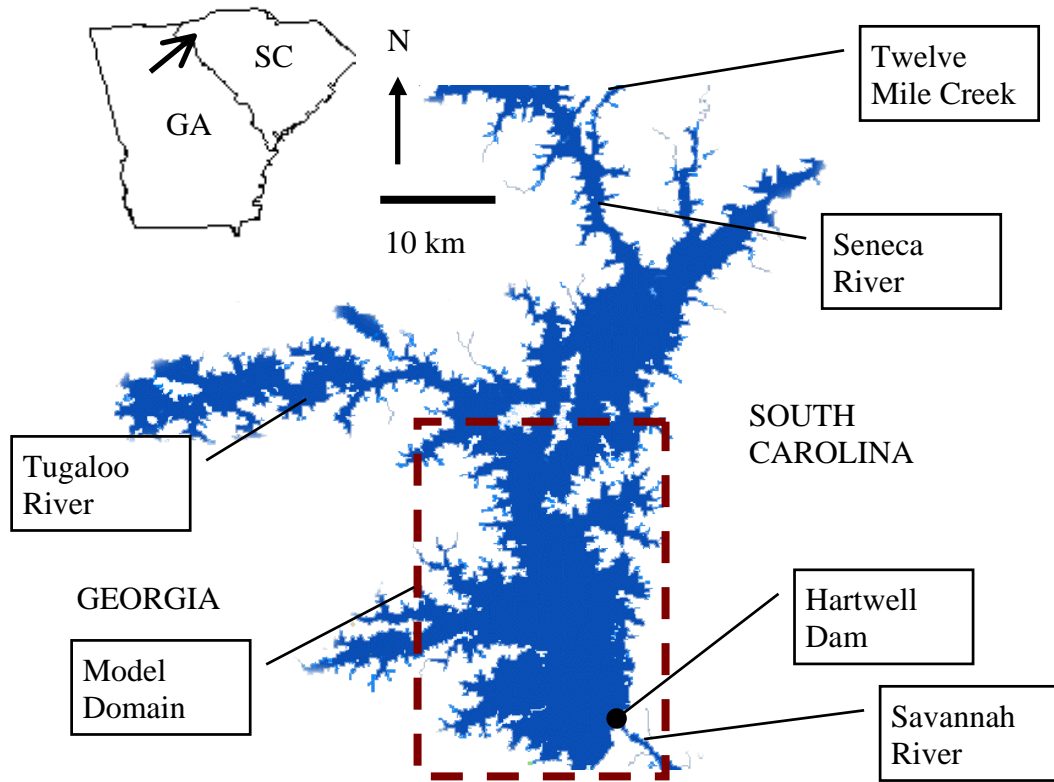 N
SC
GA
Twelve
Mile Creek
10 km
Seneca
River
SOUTH
CAROLINA
Tugaloo
River
GEORGIA
Hartwell
Dam
Model
Domain
Savannah
River